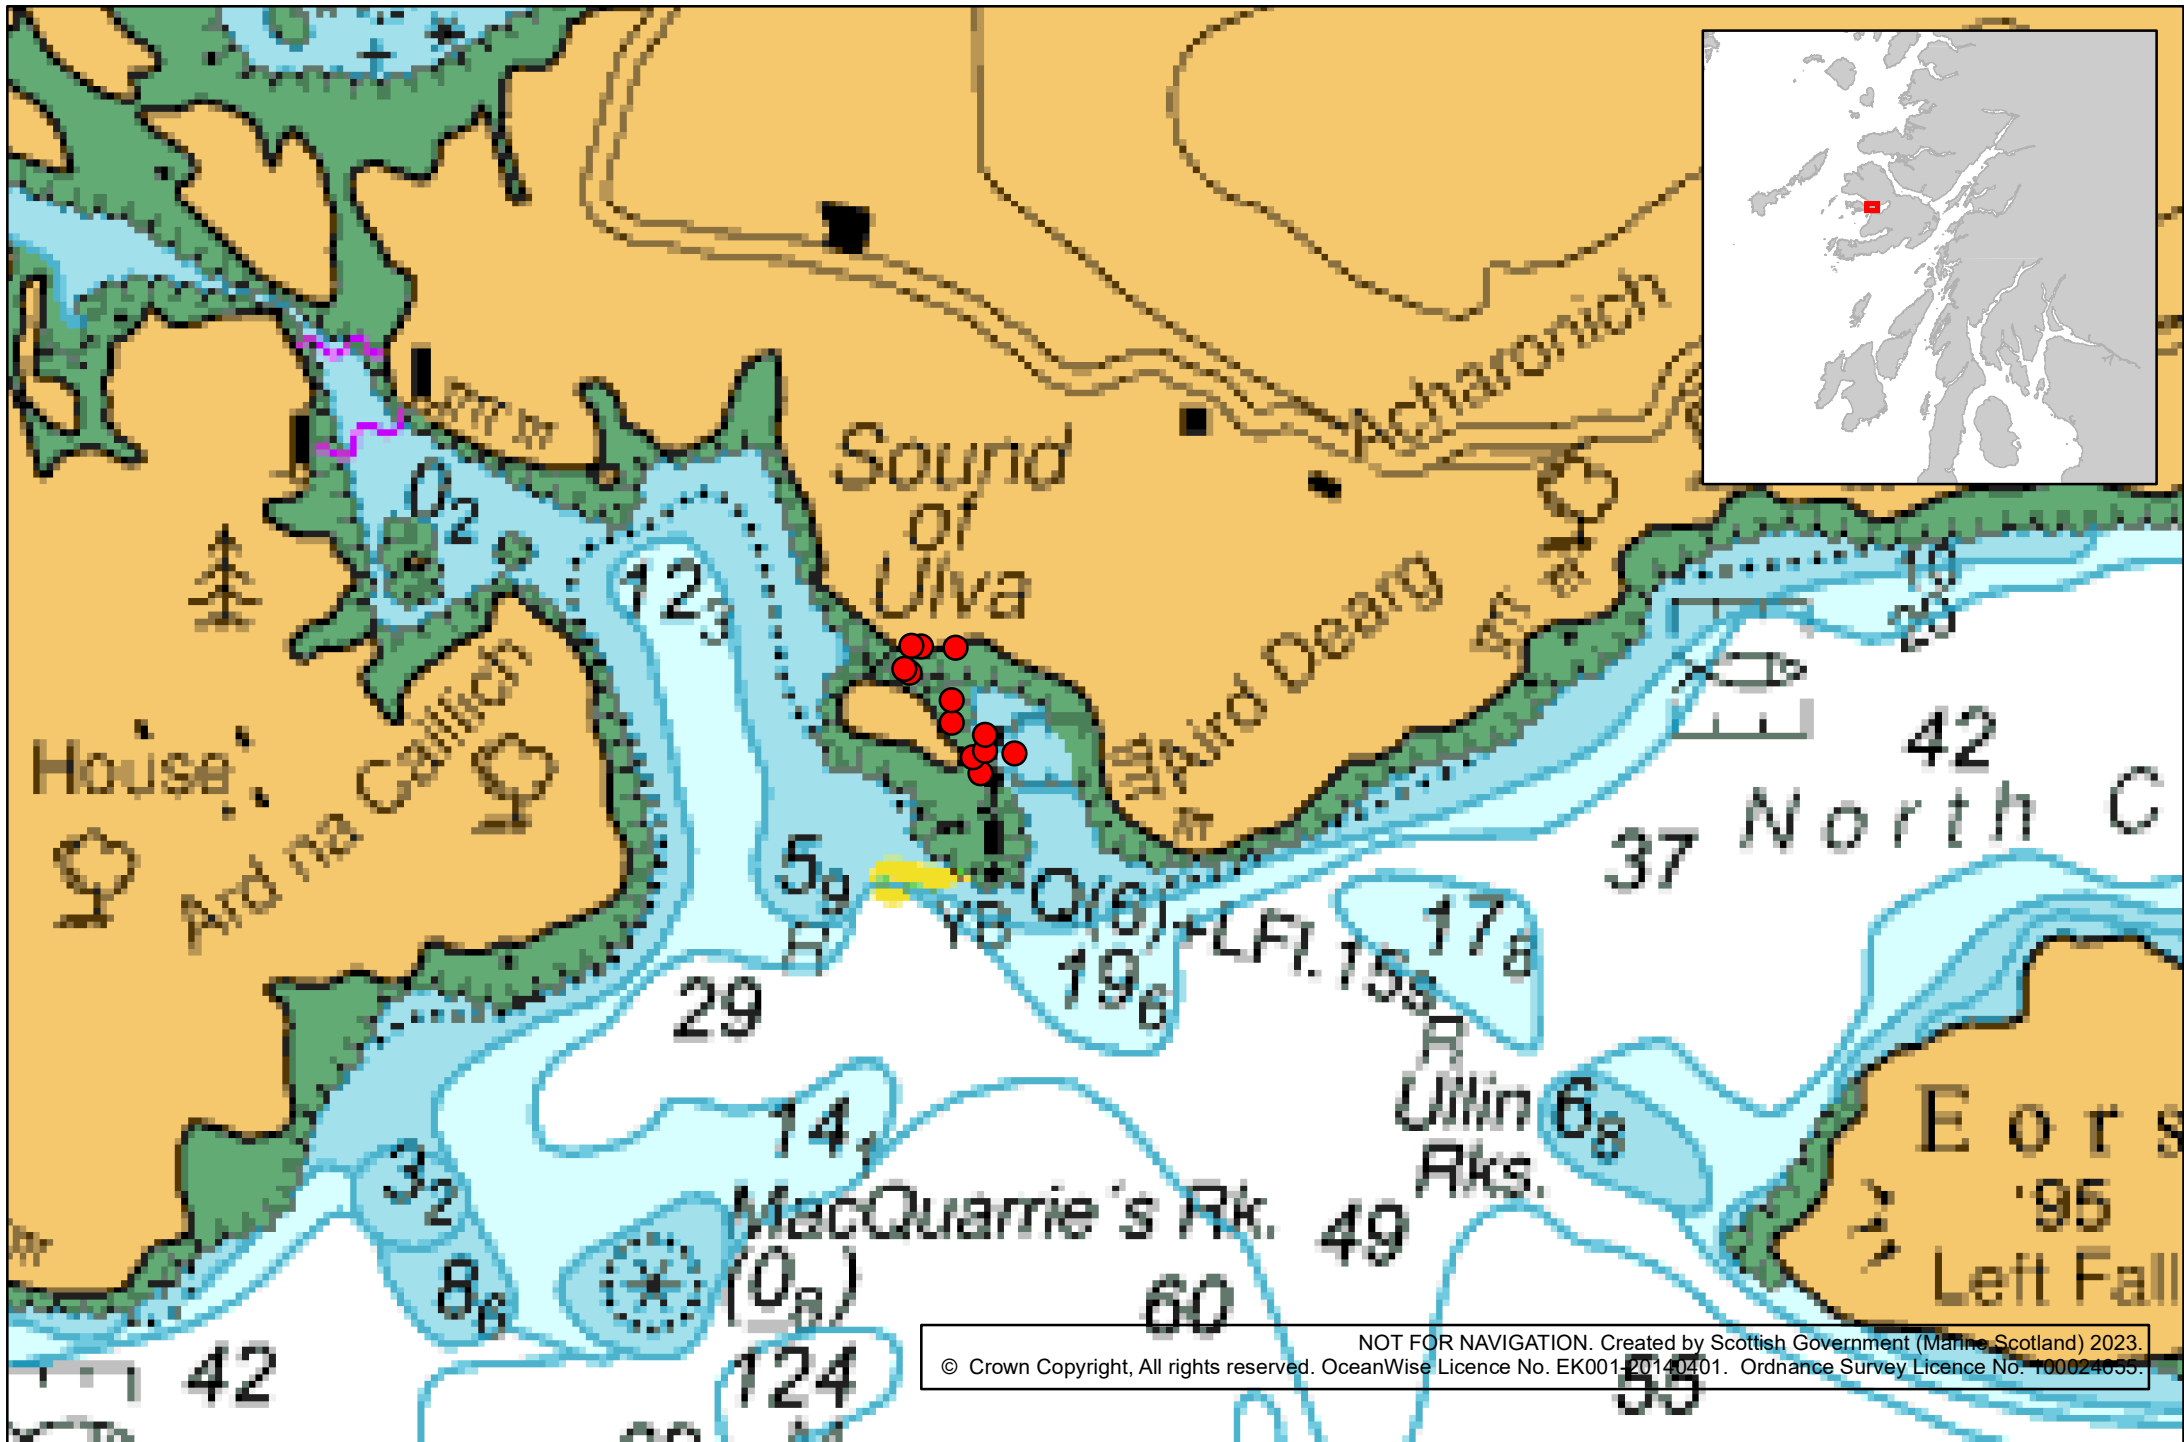 Sound
of
Ulva
Acharonich
Aird Dearg
0₂
12₃
House
Ard na Caillich
5₉
R
YB
Q(6)+LFl.15s
19₆
17₈
R
10
20
42
North C
37
29
Ullin
Rks.
6₈
Eors
95
Left Fall
14₁
3₂
8₆
MacQuarrie´s Rk.
(0₈)
49
60
42
124
55
NOT FOR NAVIGATION. Created by Scottish Government (Marine Scotland) 2023.
© Crown Copyright, All rights reserved. OceanWise Licence No. EK001-20140401. Ordnance Survey Licence No. 100024655.